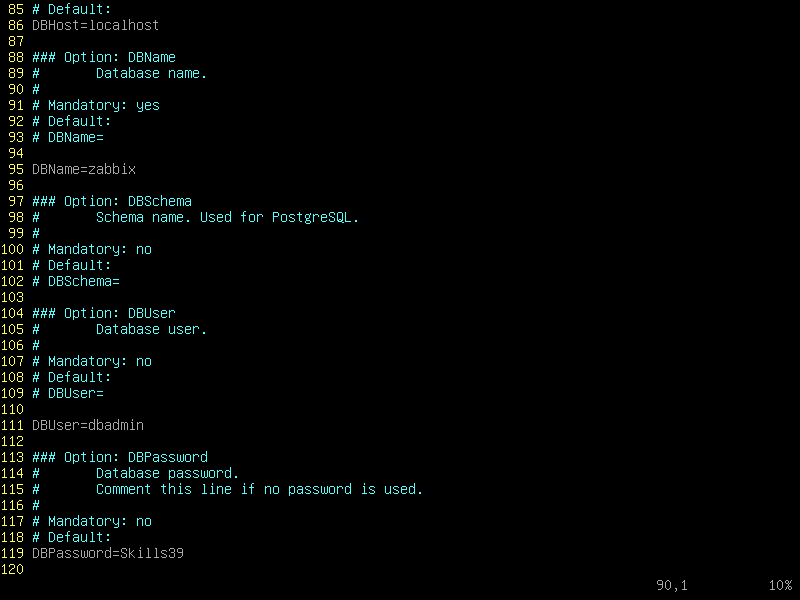 85 # Default:
86 DBHost=localhost
87
88 ### Option: DBName
89 #       Database name.
90 #
91 # Mandatory: yes
92 # Default:
93 # DBName=
94
95 DBName=zabbix
96
97 ### Option: DBSchema
98 #       Schema name. Used for PostgreSQL.
99 #
100 # Mandatory: no
101 # Default:
102 # DBSchema=
103
104 ### Option: DBUser
105 #       Database user.
106 #
107 # Mandatory: no
108 # Default:
109 # DBUser=
110
111 DBUser=dbadmin
112
113 ### Option: DBPassword
114 #       Database password.
115 #       Comment this line if no password is used.
116 #
117 # Mandatory: no
118 # Default:
119 DBPassword=Skills39
120
90,1          10%